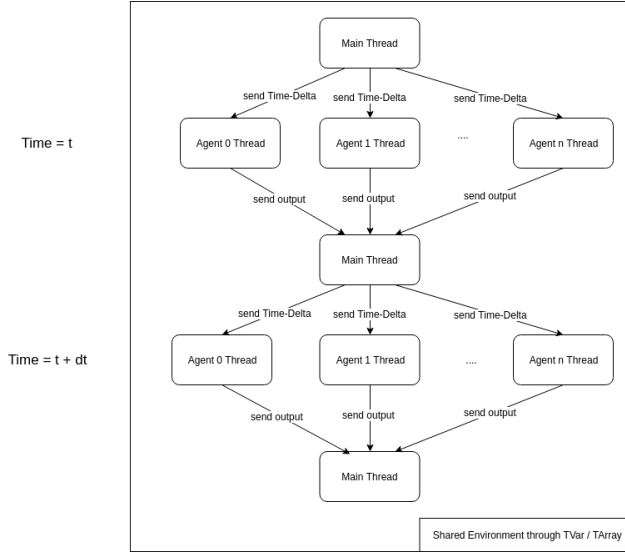 Main Thread
send Time-Delta
send Time-Delta
send Time-Delta
Time = t
Agent 0 Thread
Agent 1 Thread
....
Agent n Thread
send output
send output
send output
Main Thread
send Time-Delta
send Time-Delta
send Time-Delta
Time = t + dt
Agent 0 Thread
Agent 1 Thread
....
Agent n Thread
send output
send output
send output
Main Thread
Shared Environment through TVar / TArray